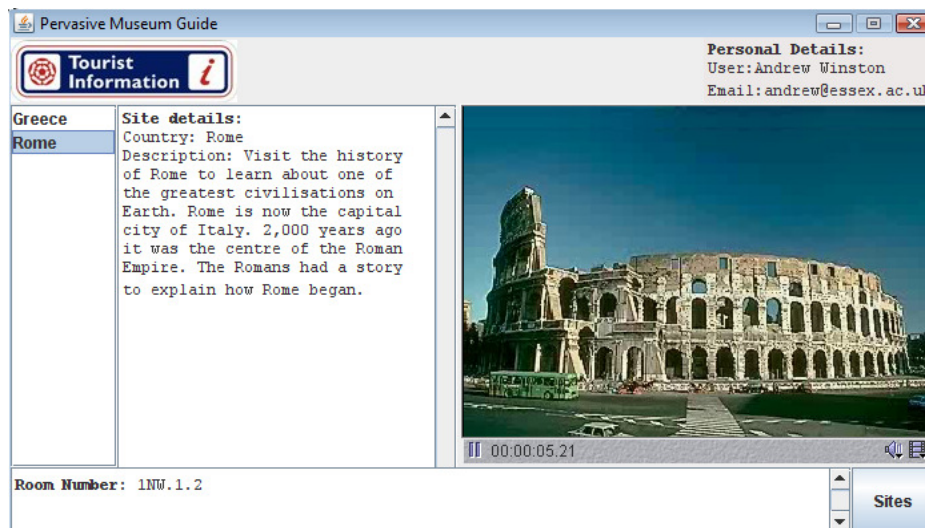 Pervasive Museum Guide
Tourist
Information i
Personal Details:
User:Andrew Winston
Email:andrew@essex.ac.uk
Greece
Rome
Site details:
Country: Rome
Description: Visit the history
of Rome to learn about one of
the greatest civilisations on
Earth. Rome is now the capital
city of Italy. 2,000 years ago
it was the centre of the Roman
Empire. The Romans had a story
to explain how Rome began.
00:00:05.21
Room Number: 1NW.1.2
Sites